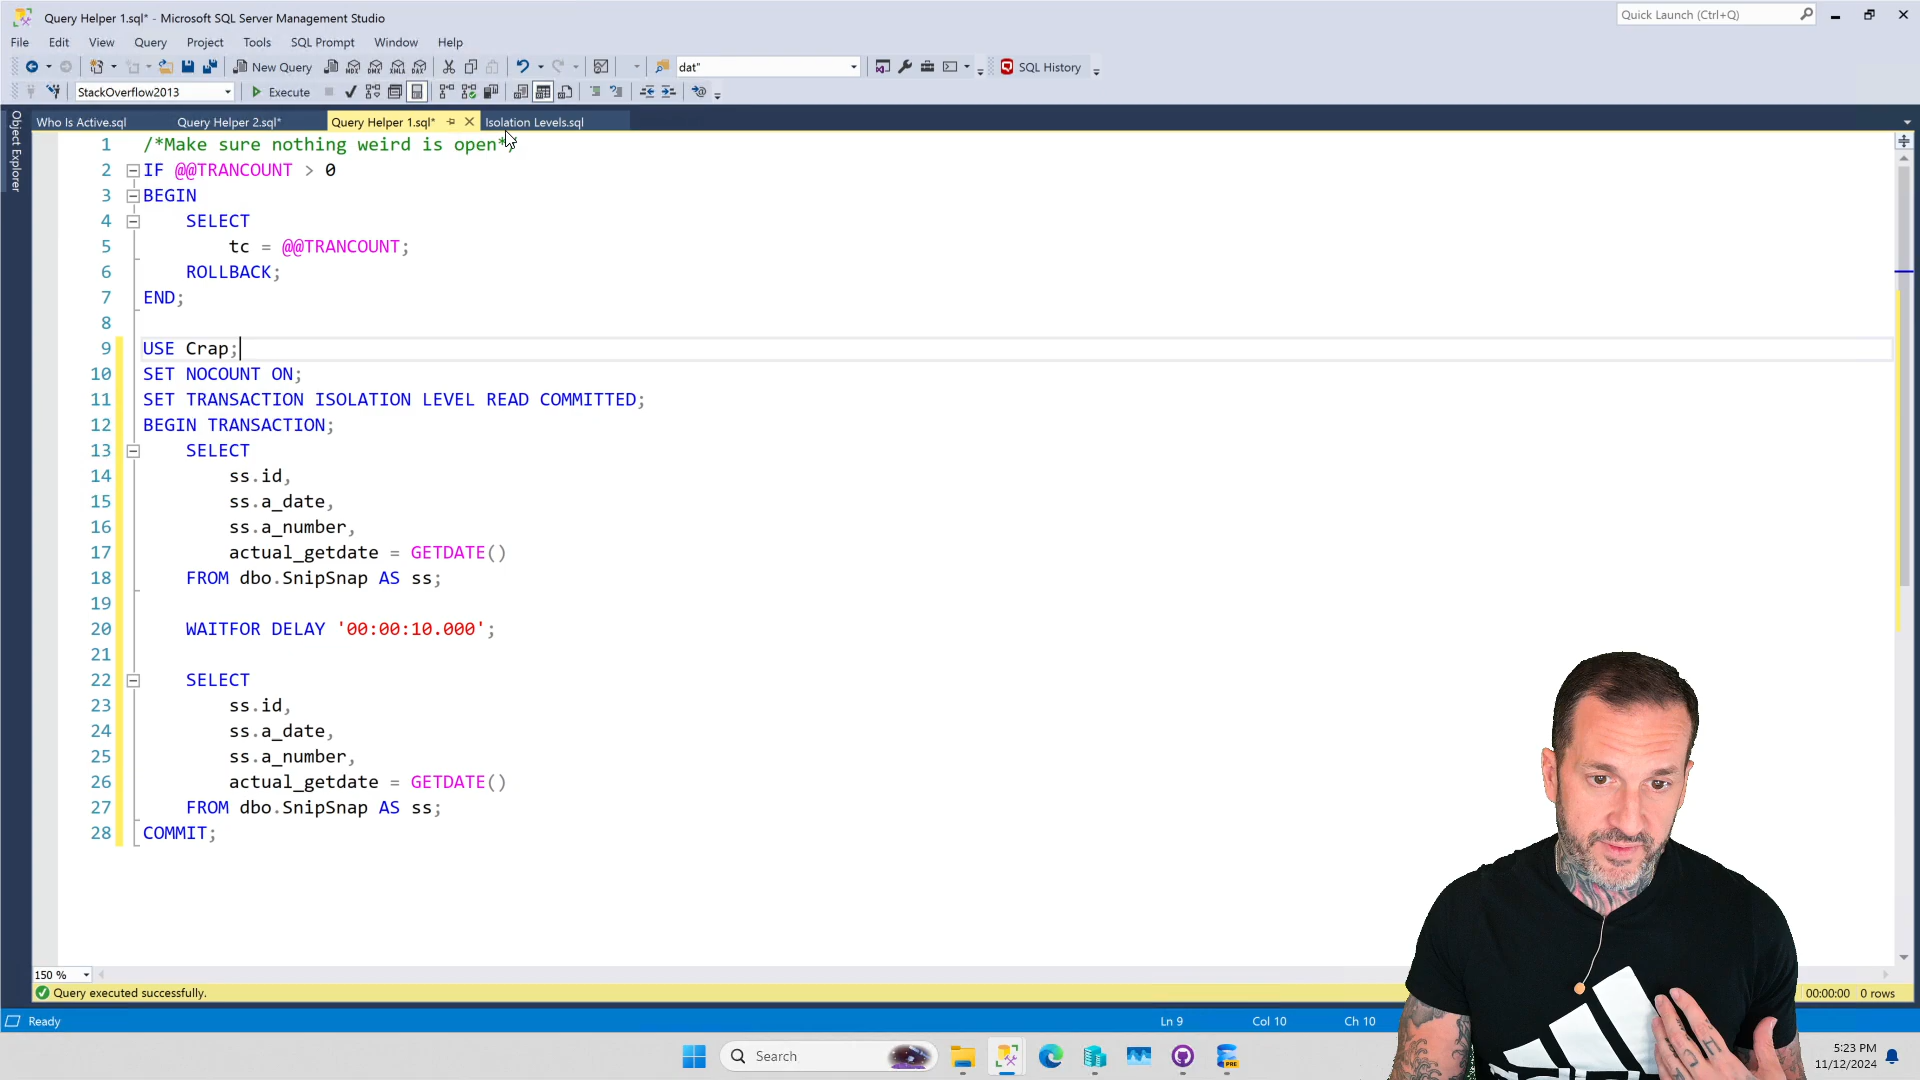 Query Helper 1.sql* - Microsoft SQL Server Management Studio
Quick Launch (Ctrl+Q)
File Edit View Query Project Tools SQL Prompt Window Help
New Query
MDX DMX XMLA DAX
dat"
SQL History
StackOverflow2013
Execute
Who Is Active.sql
Query Helper 2.sql*
Query Helper 1.sql*
Isolation Levels.sql
Object Explorer
1 /*Make sure nothing weird is open*/
2 IF @@TRANCOUNT > 0
3 BEGIN
4 SELECT
5 tc = @@TRANCOUNT;
6 ROLLBACK;
7 END;
8
9 USE Crap;
10 SET NOCOUNT ON;
11 SET TRANSACTION ISOLATION LEVEL READ COMMITTED;
12 BEGIN TRANSACTION;
13 SELECT
14 ss.id,
15 ss.a_date,
16 ss.a_number,
17 actual_getdate = GETDATE()
18 FROM dbo.SnipSnap AS ss;
19
20 WAITFOR DELAY '00:00:10.000';
21
22 SELECT
23 ss.id,
24 ss.a_date,
25 ss.a_number,
26 actual_getdate = GETDATE()
27 FROM dbo.SnipSnap AS ss;
28 COMMIT;
150 %
Query executed successfully.
00:00:00 0 rows
Ready
Ln 9 Col 10 Ch 10
Search
PRE
5:23 PM
11/12/2024